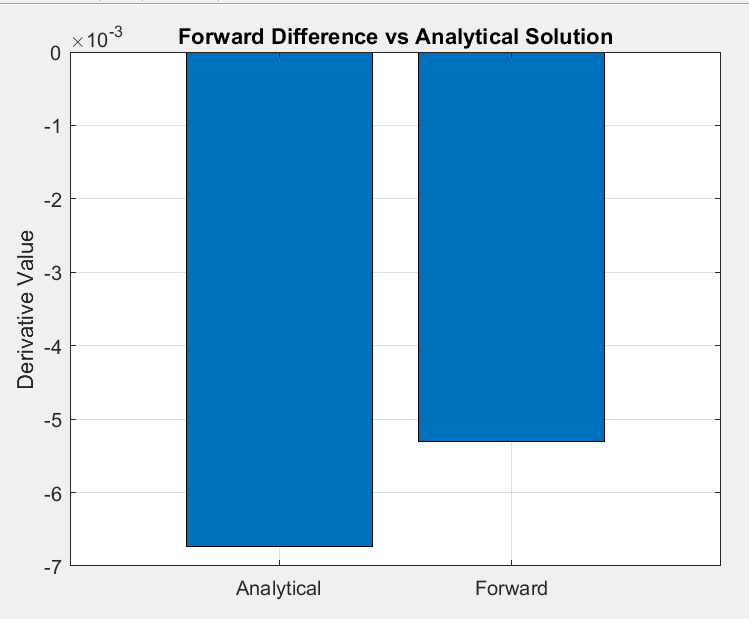 Forward Difference vs Analytical Solution
×10⁻³
0
-1
-2
-3
-4
-5
-6
-7
Derivative Value
Analytical
Forward